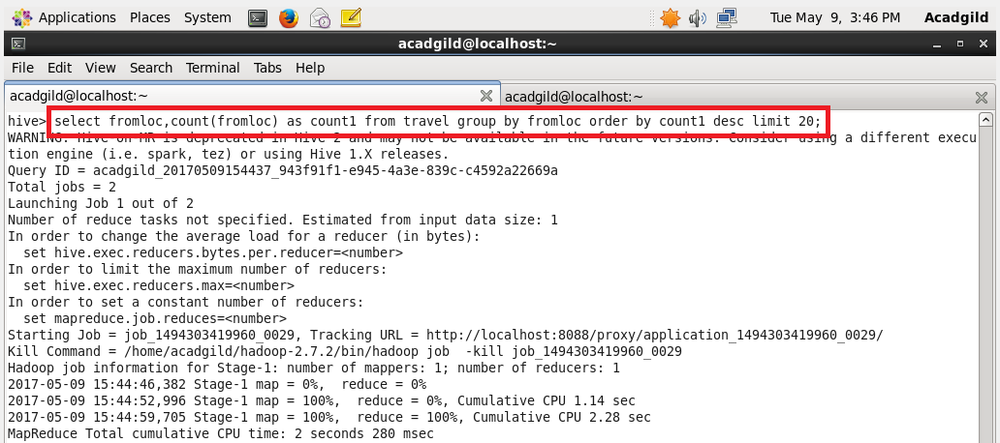 Applications Places System Tue May 9, 3:46 PM Acadgild
acadgild@localhost:~
File Edit View Search Terminal Tabs Help
acadgild@localhost:~ acadgild@localhost:~
hive> select fromloc,count(fromloc) as count1 from travel group by fromloc order by count1 desc limit 20;
WARNING: Hive-on-MR is deprecated in Hive 2 and may not be available in the future versions. Consider using a different execu
tion engine (i.e. spark, tez) or using Hive 1.X releases.
Query ID = acadgild_20170509154437_943f91f1-e945-4a3e-839c-c4592a22669a
Total jobs = 2
Launching Job 1 out of 2
Number of reduce tasks not specified. Estimated from input data size: 1
In order to change the average load for a reducer (in bytes):
  set hive.exec.reducers.bytes.per.reducer=<number>
In order to limit the maximum number of reducers:
  set hive.exec.reducers.max=<number>
In order to set a constant number of reducers:
  set mapreduce.job.reduces=<number>
Starting Job = job_1494303419960_0029, Tracking URL = http://localhost:8088/proxy/application_1494303419960_0029/
Kill Command = /home/acadgild/hadoop-2.7.2/bin/hadoop job  -kill job_1494303419960_0029
Hadoop job information for Stage-1: number of mappers: 1; number of reducers: 1
2017-05-09 15:44:46,382 Stage-1 map = 0%,  reduce = 0%
2017-05-09 15:44:52,996 Stage-1 map = 100%,  reduce = 0%, Cumulative CPU 1.14 sec
2017-05-09 15:44:59,705 Stage-1 map = 100%,  reduce = 100%, Cumulative CPU 2.28 sec
MapReduce Total cumulative CPU time: 2 seconds 280 msec